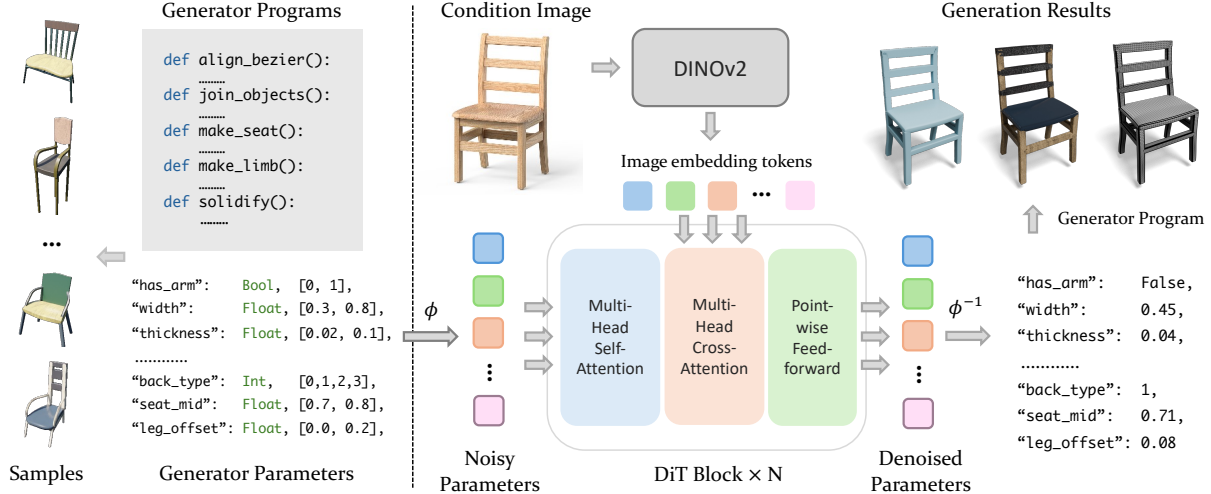 Generator Programs
def align_bezier():
.........
def join_objects():
.........
def make_seat():
.........
def make_limb():
.........
def solidify():
.........
...
"has_arm": Bool, [0, 1],
"width": Float, [0.3, 0.8],
"thickness": Float, [0.02, 0.1],
............
"back_type": Int, [0,1,2,3],
"seat_mid": Float, [0.7, 0.8],
"leg_offset": Float, [0.0, 0.2],
Samples
Generator Parameters
Condition Image
DINOv2
Image embedding tokens
...
ϕ
Multi-
Head
Self-
Attention
Multi-
Head
Cross-
Attention
Point-
wise
Feed-
forward
ϕ⁻¹
Noisy
Parameters
DiT Block × N
Denoised
Parameters
Generation Results
Generator Program
"has_arm": False,
"width": 0.45,
"thickness": 0.04,
............
"back_type": 1,
"seat_mid": 0.71,
"leg_offset": 0.08